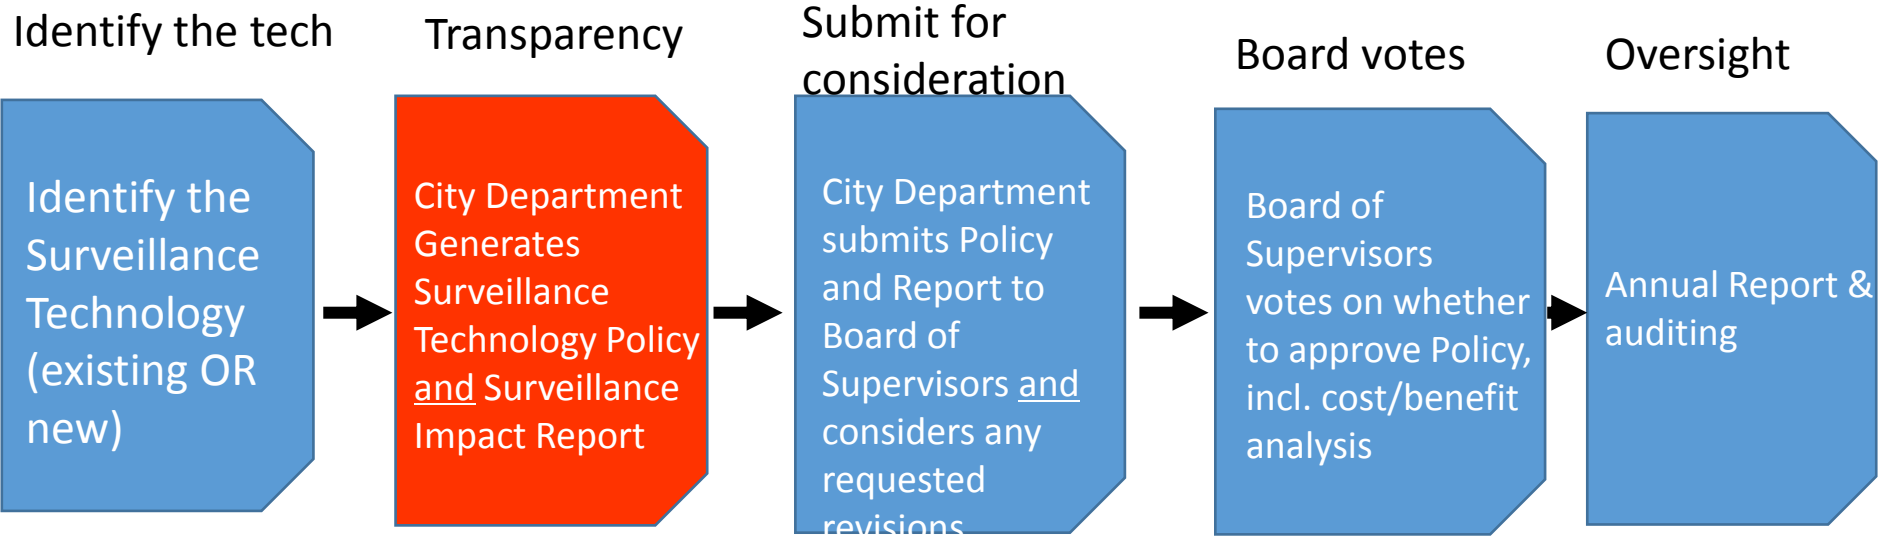 Identify the tech
Identify the
Surveillance
Technology
(existing OR
new)
Transparency
City Department
Generates
Surveillance
Technology Policy
and Surveillance
Impact Report
Submit for
consideration
City Department
submits Policy
and Report to
Board of
Supervisors and
considers any
requested
revisions
Board votes
Board of
Supervisors
votes on whether
to approve Policy,
incl. cost/benefit
analysis
Oversight
Annual Report &
auditing